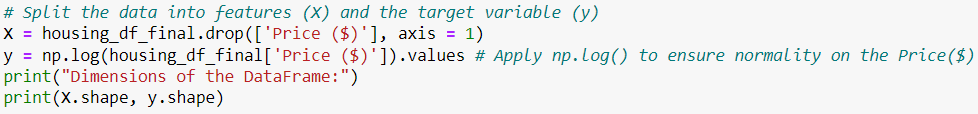 # Split the data into features (X) and the target variable (y)
X = housing_df_final.drop(['Price ($)'], axis = 1)
y = np.log(housing_df_final['Price ($)']).values # Apply np.log() to ensure normality on the Price($)
print("Dimensions of the DataFrame:")
print(X.shape, y.shape)